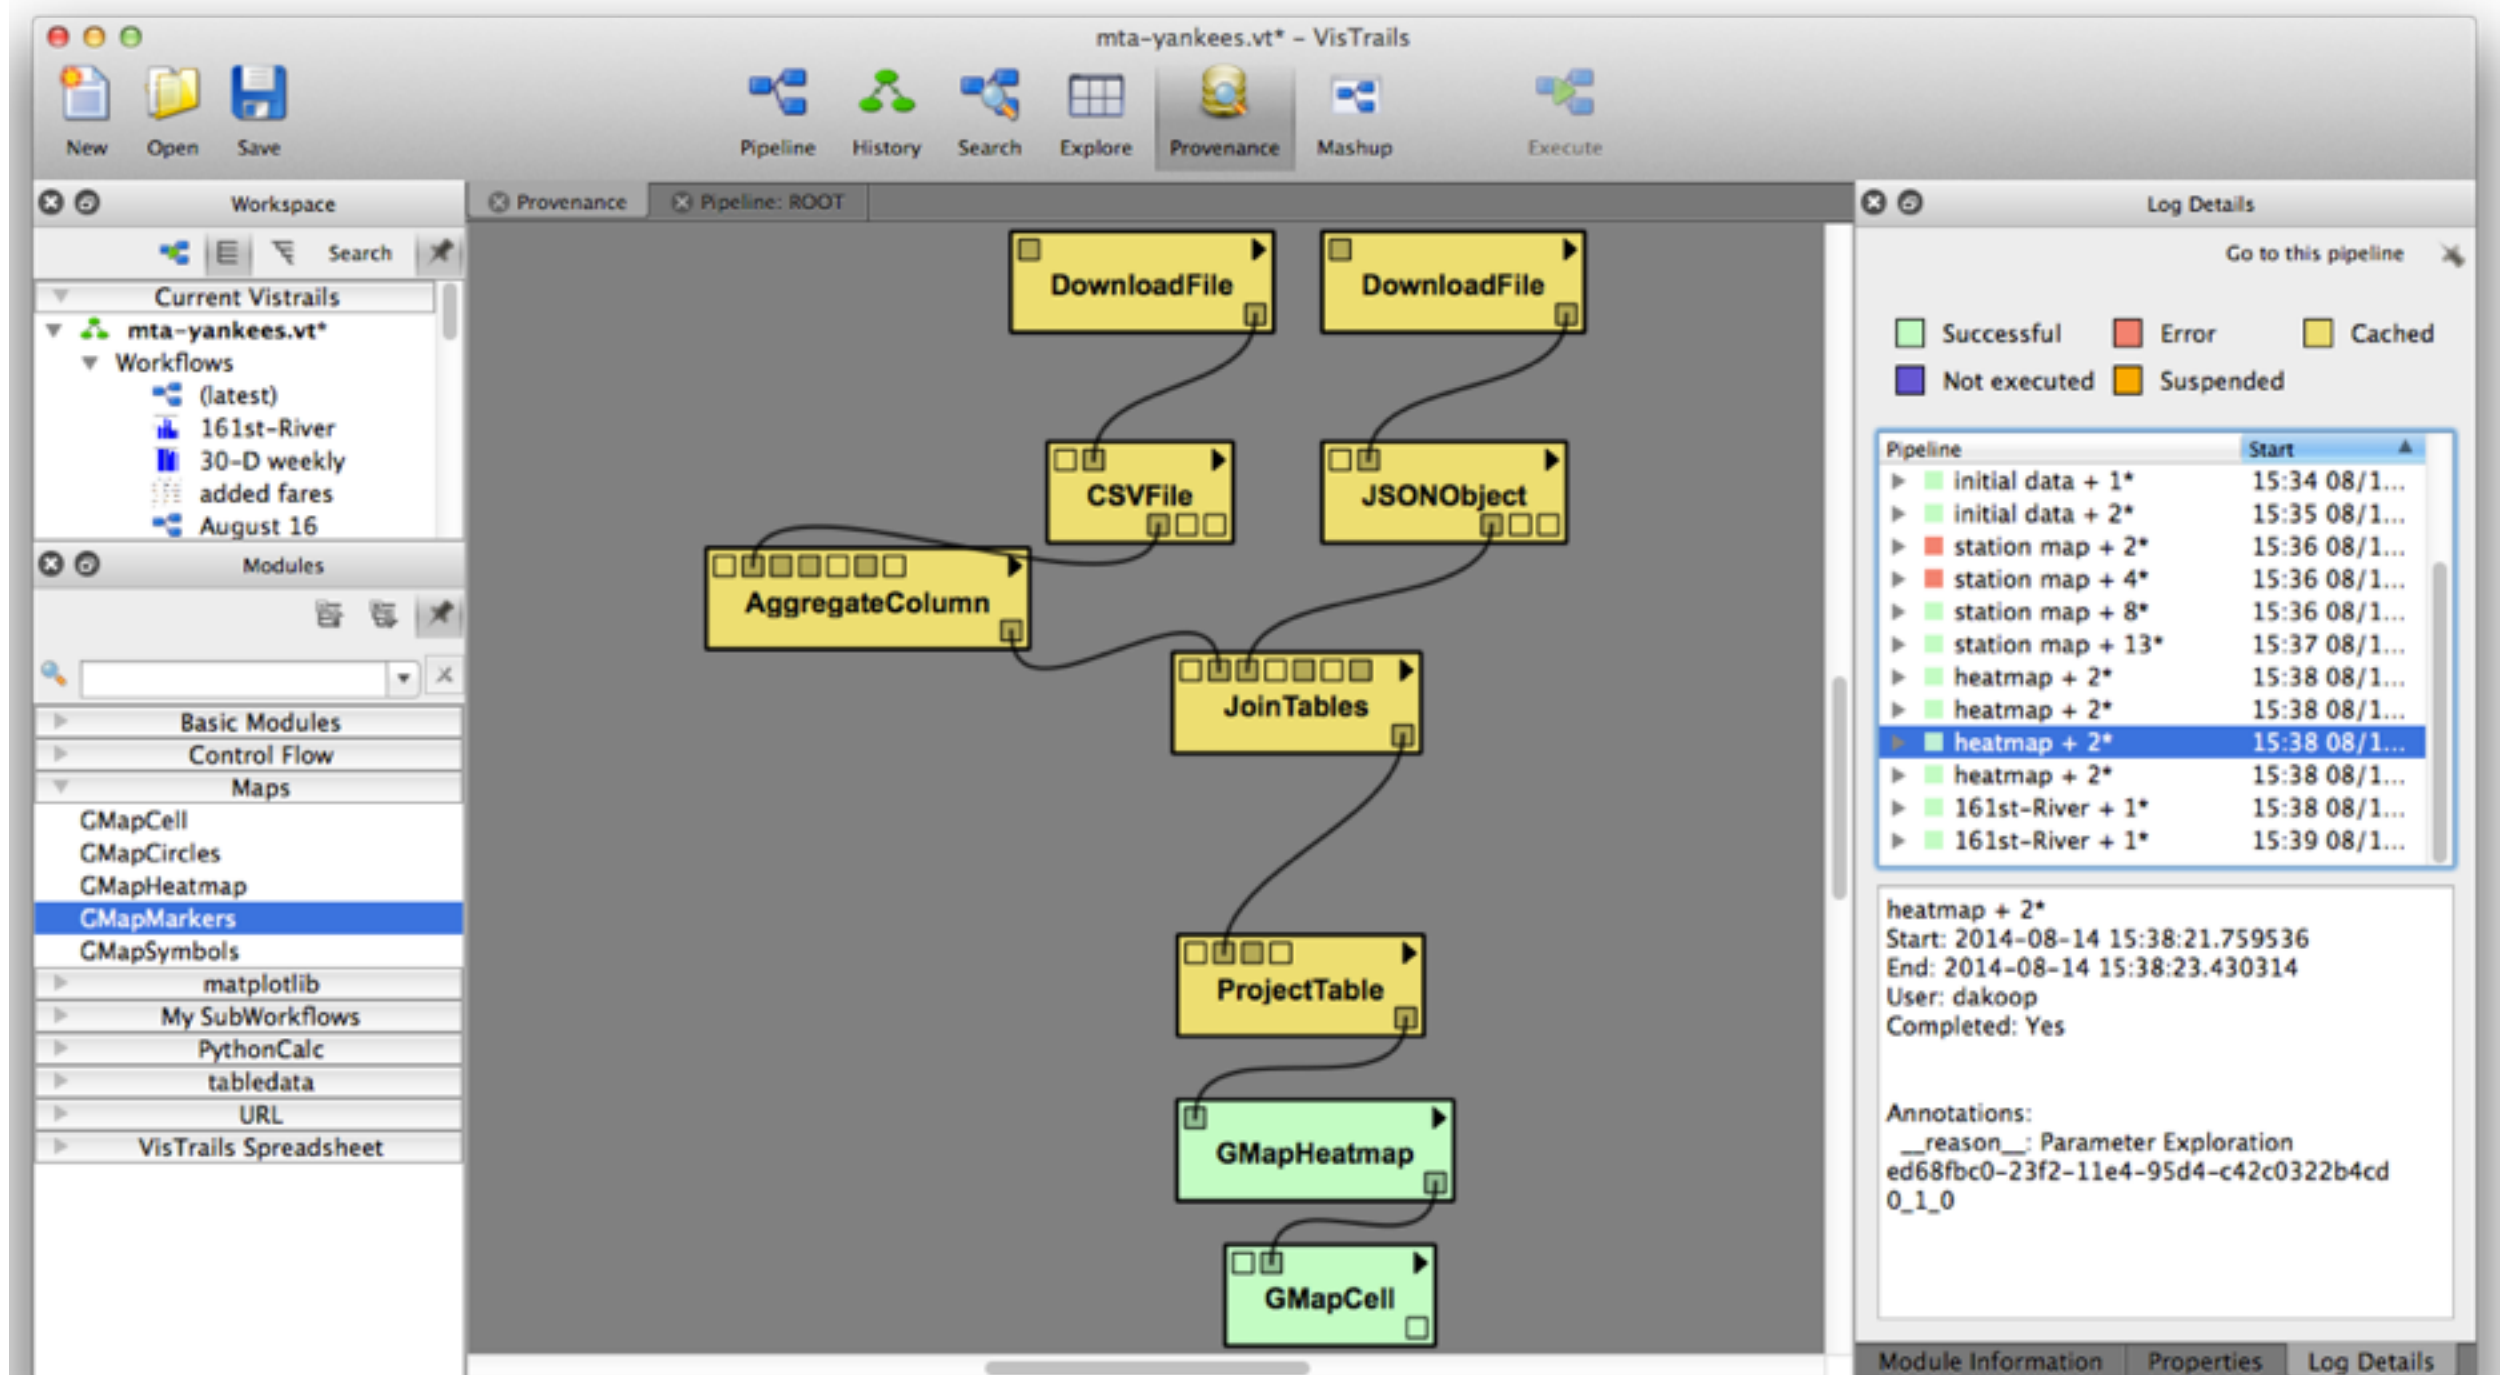 mta-yankees.vt* – VisTrails
New Open Save Pipeline History Search Explore Provenance Mashup Execute
Workspace
Search
Current Vistrails
mta-yankees.vt*
Workflows
(latest)
161st-River
30-D weekly
added fares
August 16
Modules
Basic Modules
Control Flow
Maps
GMapCell
GMapCircles
GMapHeatmap
GMapMarkers
GMapSymbols
matplotlib
My SubWorkflows
PythonCalc
tabledata
URL
VisTrails Spreadsheet
Provenance Pipeline: ROOT
DownloadFile DownloadFile
CSVFile JSONObject
AggregateColumn
JoinTables
ProjectTable
GMapHeatmap
GMapCell
Log Details
Go to this pipeline
Successful Error Cached
Not executed Suspended
Pipeline Start
initial data + 1* 15:34 08/1...
initial data + 2* 15:35 08/1...
station map + 2* 15:36 08/1...
station map + 4* 15:36 08/1...
station map + 8* 15:36 08/1...
station map + 13* 15:37 08/1...
heatmap + 2* 15:38 08/1...
heatmap + 2* 15:38 08/1...
heatmap + 2* 15:38 08/1...
heatmap + 2* 15:38 08/1...
161st-River + 1* 15:38 08/1...
161st-River + 1* 15:39 08/1...
heatmap + 2*
Start: 2014-08-14 15:38:21.759536
End: 2014-08-14 15:38:23.430314
User: dakoop
Completed: Yes
Annotations:
__reason__: Parameter Exploration
ed68fbc0-23f2-11e4-95d4-c42c0322b4cd
0_1_0
Module Information Properties Log Details